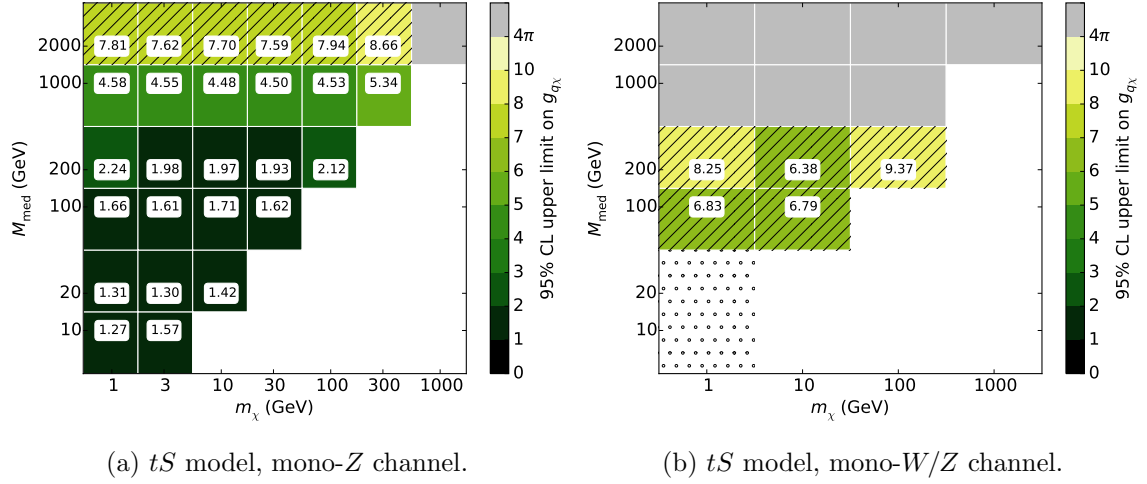 2000
1000
200
100
20
10
M_med (GeV)
7.81 7.62 7.70 7.59 7.94 8.66
4.58 4.55 4.48 4.50 4.53 5.34
2.24 1.98 1.97 1.93 2.12
1.66 1.61 1.71 1.62
1.31 1.30 1.42
1.27 1.57
1 3 10 30 100 300 1000
m_χ (GeV)
4π
10
8
6
5
4
3
2
1
0
95% CL upper limit on g_qχ
(a) tS model, mono-Z channel.
2000
1000
200
100
20
10
M_med (GeV)
8.25 6.38 9.37
6.83 6.79
1 10 100 1000
m_χ (GeV)
4π
10
8
6
5
4
3
2
1
0
95% CL upper limit on g_qχ
(b) tS model, mono-W/Z channel.